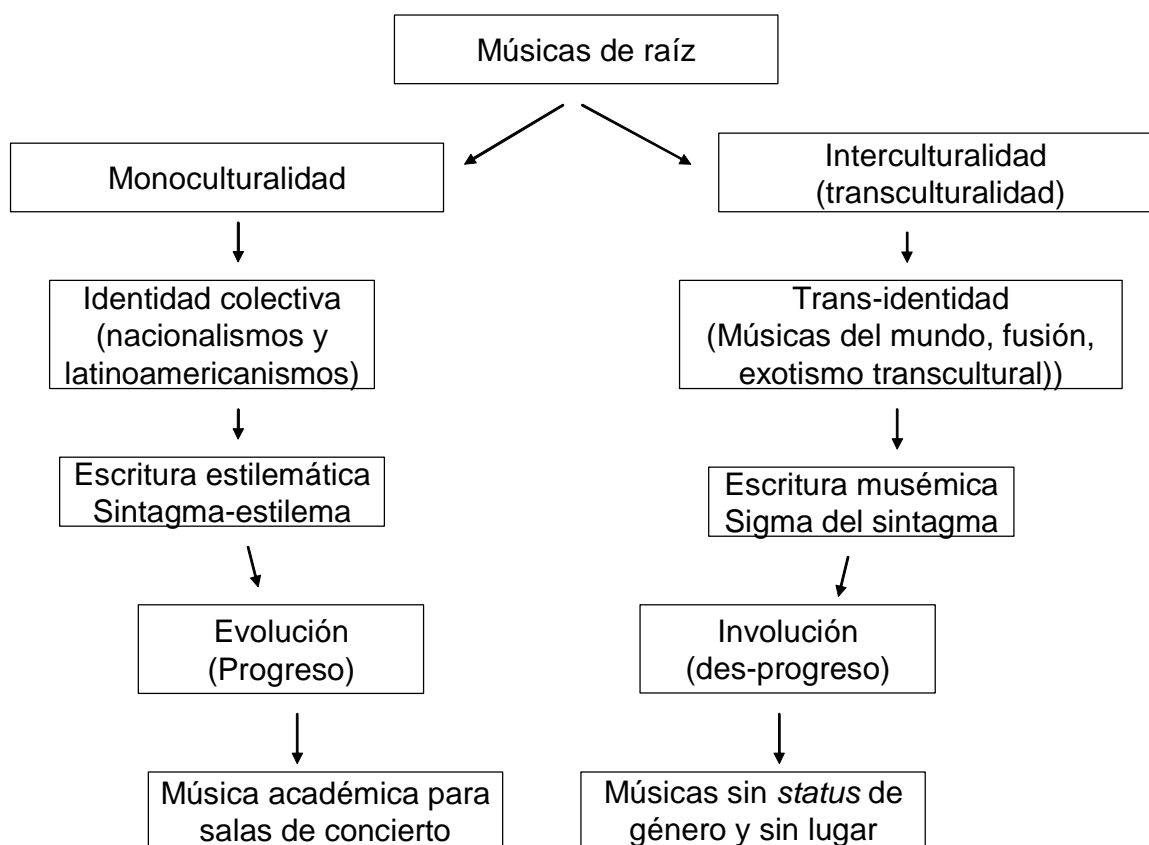 Músicas de raíz
Monoculturalidad
Interculturalidad
(transculturalidad)
Identidad colectiva
(nacionalismos y
latinoamericanismos)
Trans-identidad
(Músicas del mundo, fusión,
exotismo transcultural))
Escritura estilemática
Sintagma-estilema
Escritura musémica
Sigma del sintagma
Evolución
(Progreso)
Involución
(des-progreso)
Música académica para
salas de concierto
Músicas sin status de
género y sin lugar